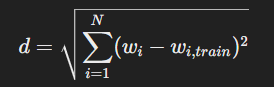 d = \sqrt{\sum_{i=1}^{N} (w_i - w_{i,train})^2}